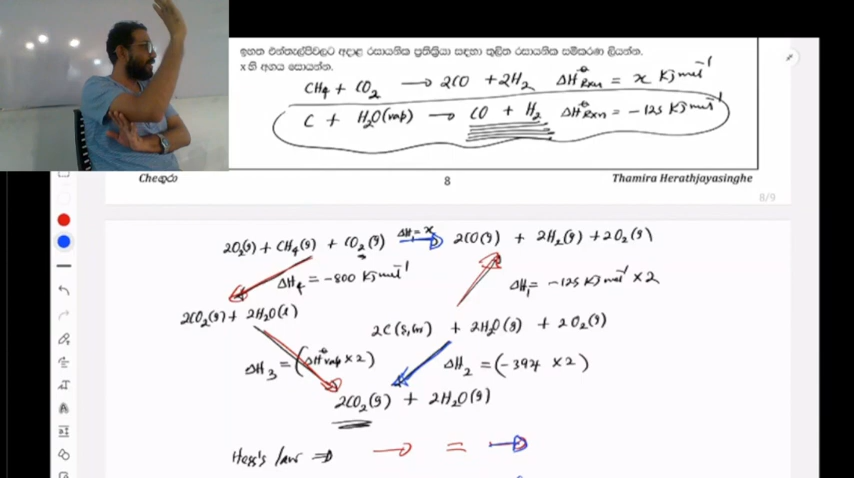 ඉහත එන්තැල්පිවලට අදාළ රසායනික ප්‍රතික්‍රියා සඳහා තුලිත රසායනික සමීකරණ ලියන්න.
x හි අගය සොයන්න.
CH₄ + CO₂ → 2CO + 2H₂ ΔH°Rxn = x kJ mol⁻¹
C + H₂O(vap) → CO + H₂ ΔH°Rxn = -125 kJ mol⁻¹
Cheතුරා 8 Thamira Herathjayasinghe
8/9
2O₂(g) + CH₄(g) + CO₂(g) ΔH=x → 2CO(g) + 2H₂(g) + 2O₂(g)
ΔH₄ = -800 kJ mol⁻¹ ΔH₁ = -125 kJ mol⁻¹ × 2
2CO₂(g) + 2H₂O(l)
2C(s,Gr) + 2H₂O(g) + 2O₂(g)
ΔH₃ = (ΔH°vap × 2) ΔH₂ = (-394 × 2)
2CO₂(g) + 2H₂O(g)
Hess's law ⇒ → = →